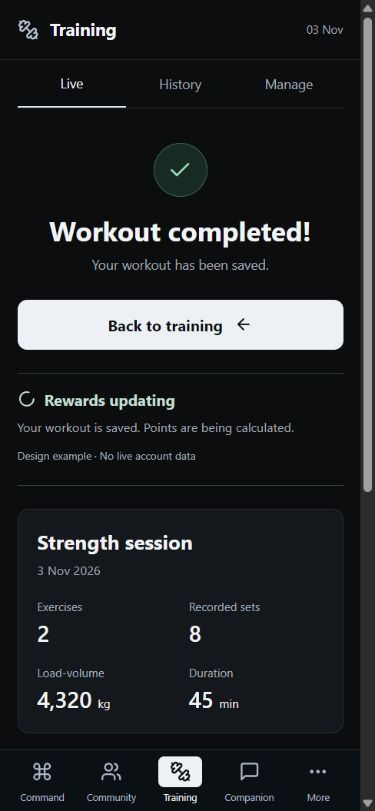 Training
03 Nov
Live
History
Manage
Workout completed!
Your workout has been saved.
Back to training
Rewards updating
Your workout is saved. Points are being calculated.
Design example · No live account data
Strength session
3 Nov 2026
Exercises
Recorded sets
2
8
Load-volume
Duration
4,320 kg
45 min
Command
Community
Training
Companion
More